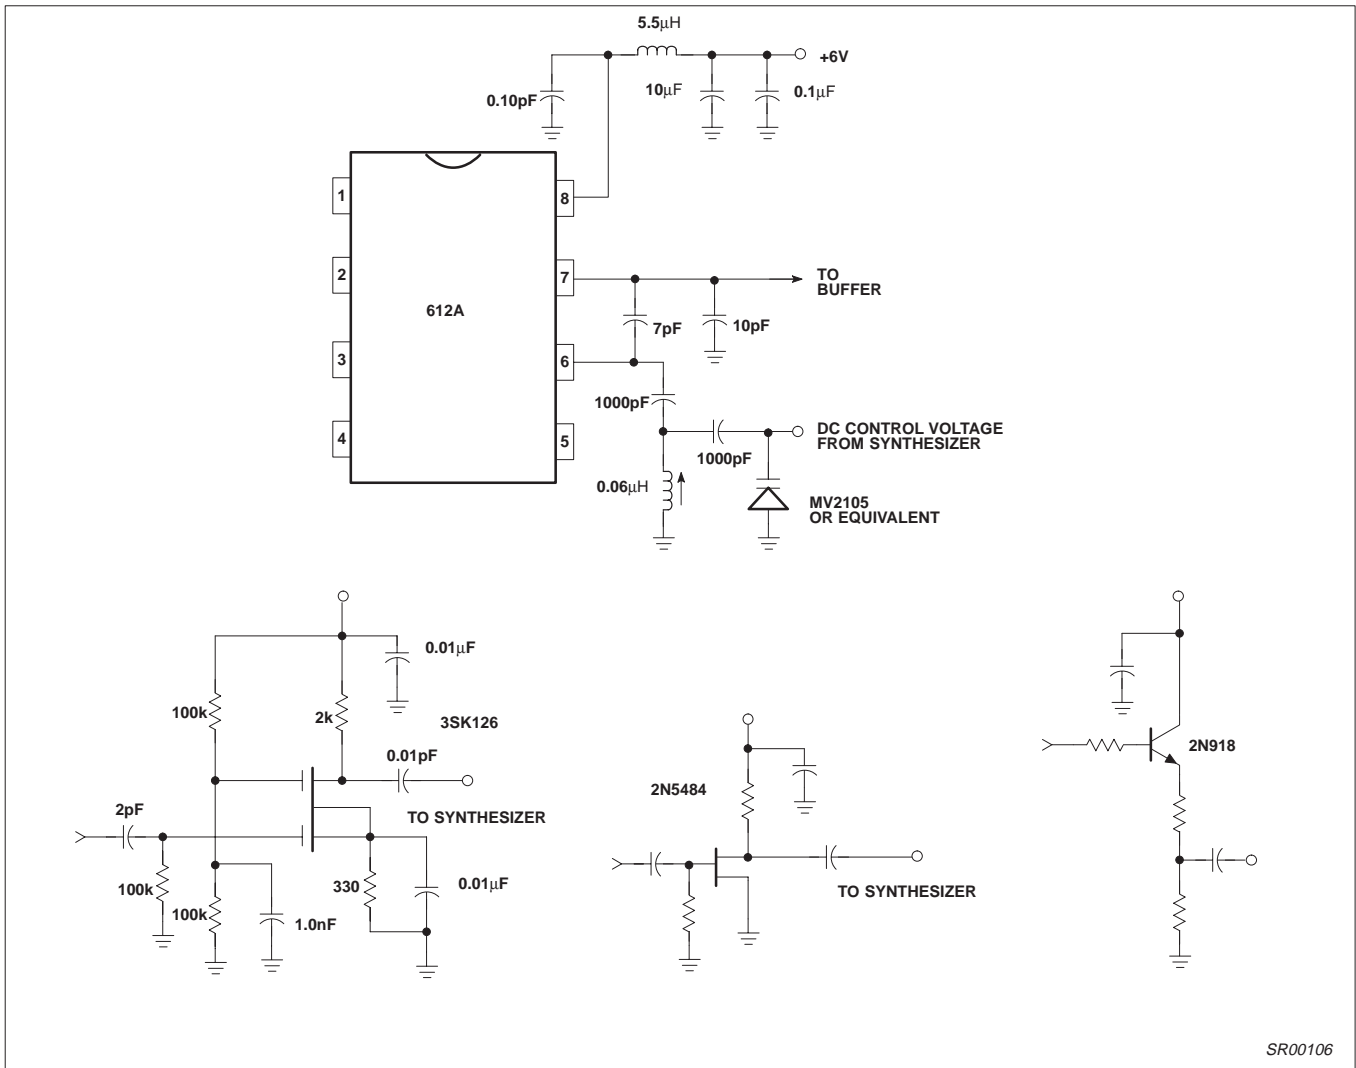 5.5μH
+6V
0.10pF
10μF
0.1μF
1
8
2
7
TO
BUFFER
612A
7pF
10pF
3
6
1000pF
4
5
DC CONTROL VOLTAGE
FROM SYNTHESIZER
1000pF
0.06μH
MV2105
OR EQUIVALENT
0.01μF
100k
2k
3SK126
0.01pF
2pF
TO SYNTHESIZER
100k
100k
1.0nF
330
0.01μF
2N5484
TO SYNTHESIZER
2N918
SR00106